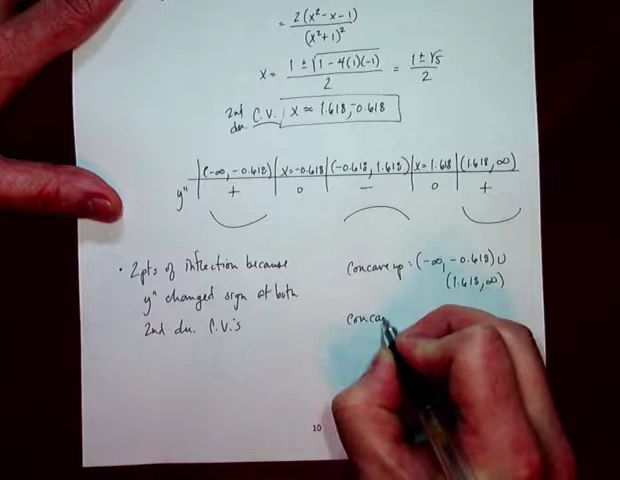 = 2(x²-x-1) / (x²+1)²
x = 1 ± √1-4(1)(-1) / 2 = 1 ± √5 / 2
2nd der. C.V. x ≈ 1.618, -0.618
(-∞, -0.618) x=-0.618 (-0.618, 1.618) x=1.618 (1.618, ∞)
y" + 0 - 0 +
• 2 pts of inflection because
y" changed sign at both
2nd der. C.V.'s
Concave up: (-∞, -0.618) ∪
(1.618, ∞)
Conca
10